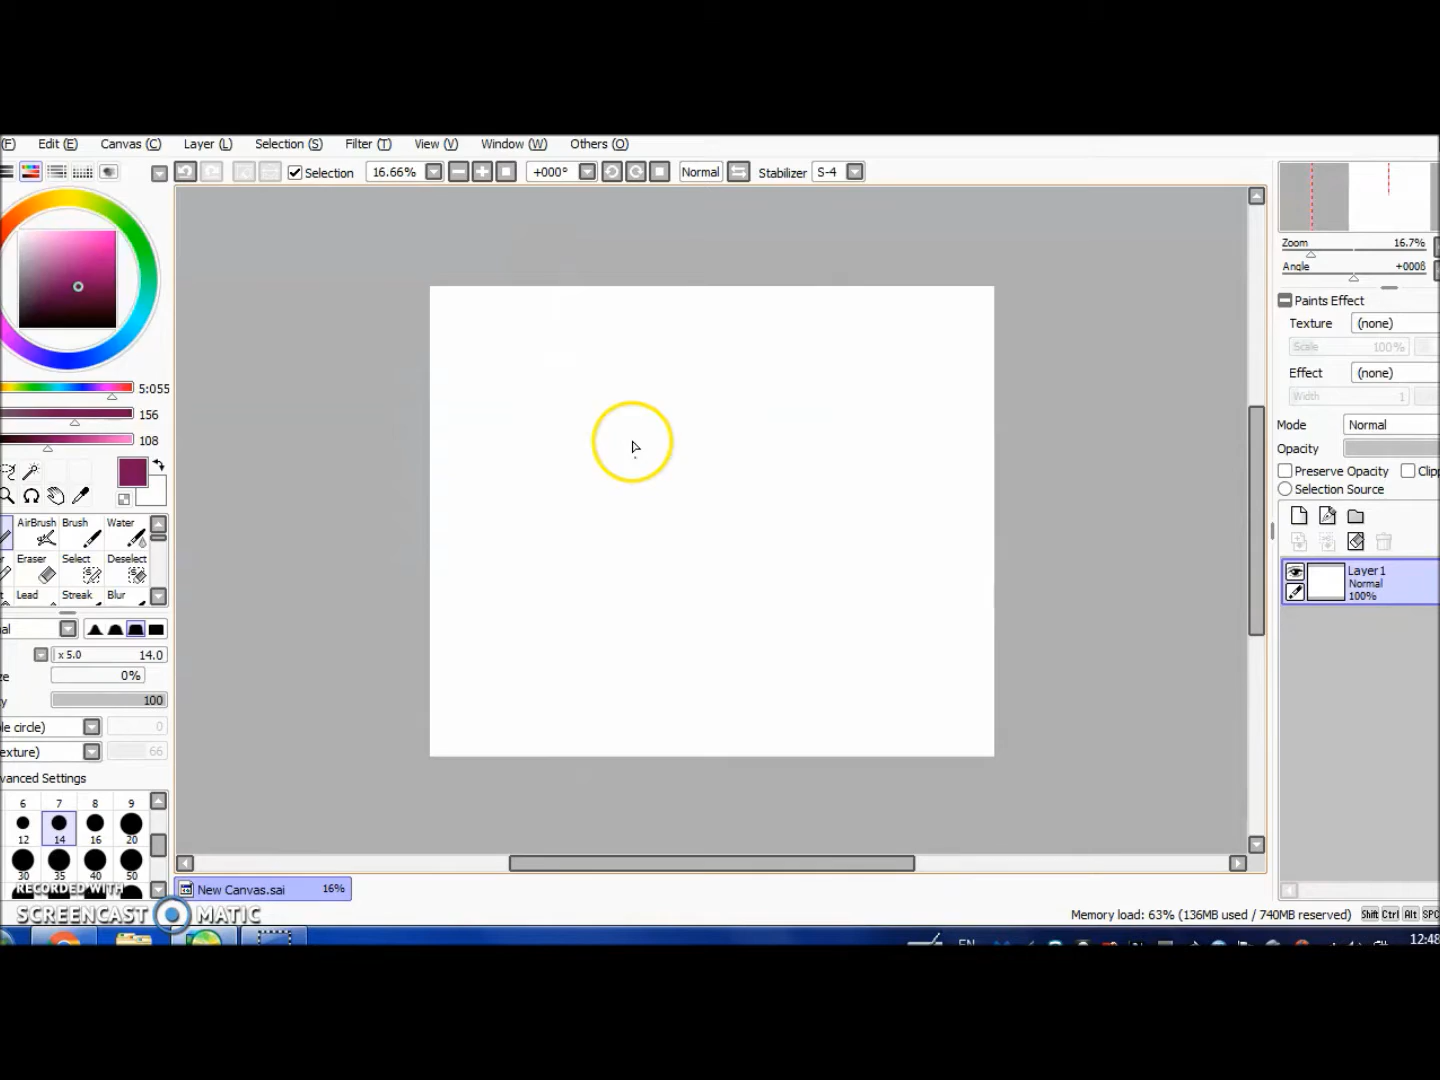 (F) Edit (E) Canvas (C) Layer (L) Selection (S) Filter (T) View (V) Window (W) Others (O)
Selection 16.66% +000° Normal Stabilizer S-4
Zoom 16.7%
Angle +000
Paints Effect
Texture (none)
Scale 100%
Effect (none)
Width 1
Mode Normal
Opacity
Preserve Opacity
Selection Source
Layer1
Normal
100%
5:055
156
108
AirBrush Brush Water
Eraser Select Deselect
Lead Streak Blur
x 5.0 14.0
0%
100
circle) 0
66
Settings
6 7 8 9
12 14 16 20
30 35 40 50
RECORDED WITH
SCREENCAST MATIC
New Canvas.sai 16%
Memory load: 63% (136MB used / 740MB reserved) Shift Ctrl Alt SPC
EN 12:48